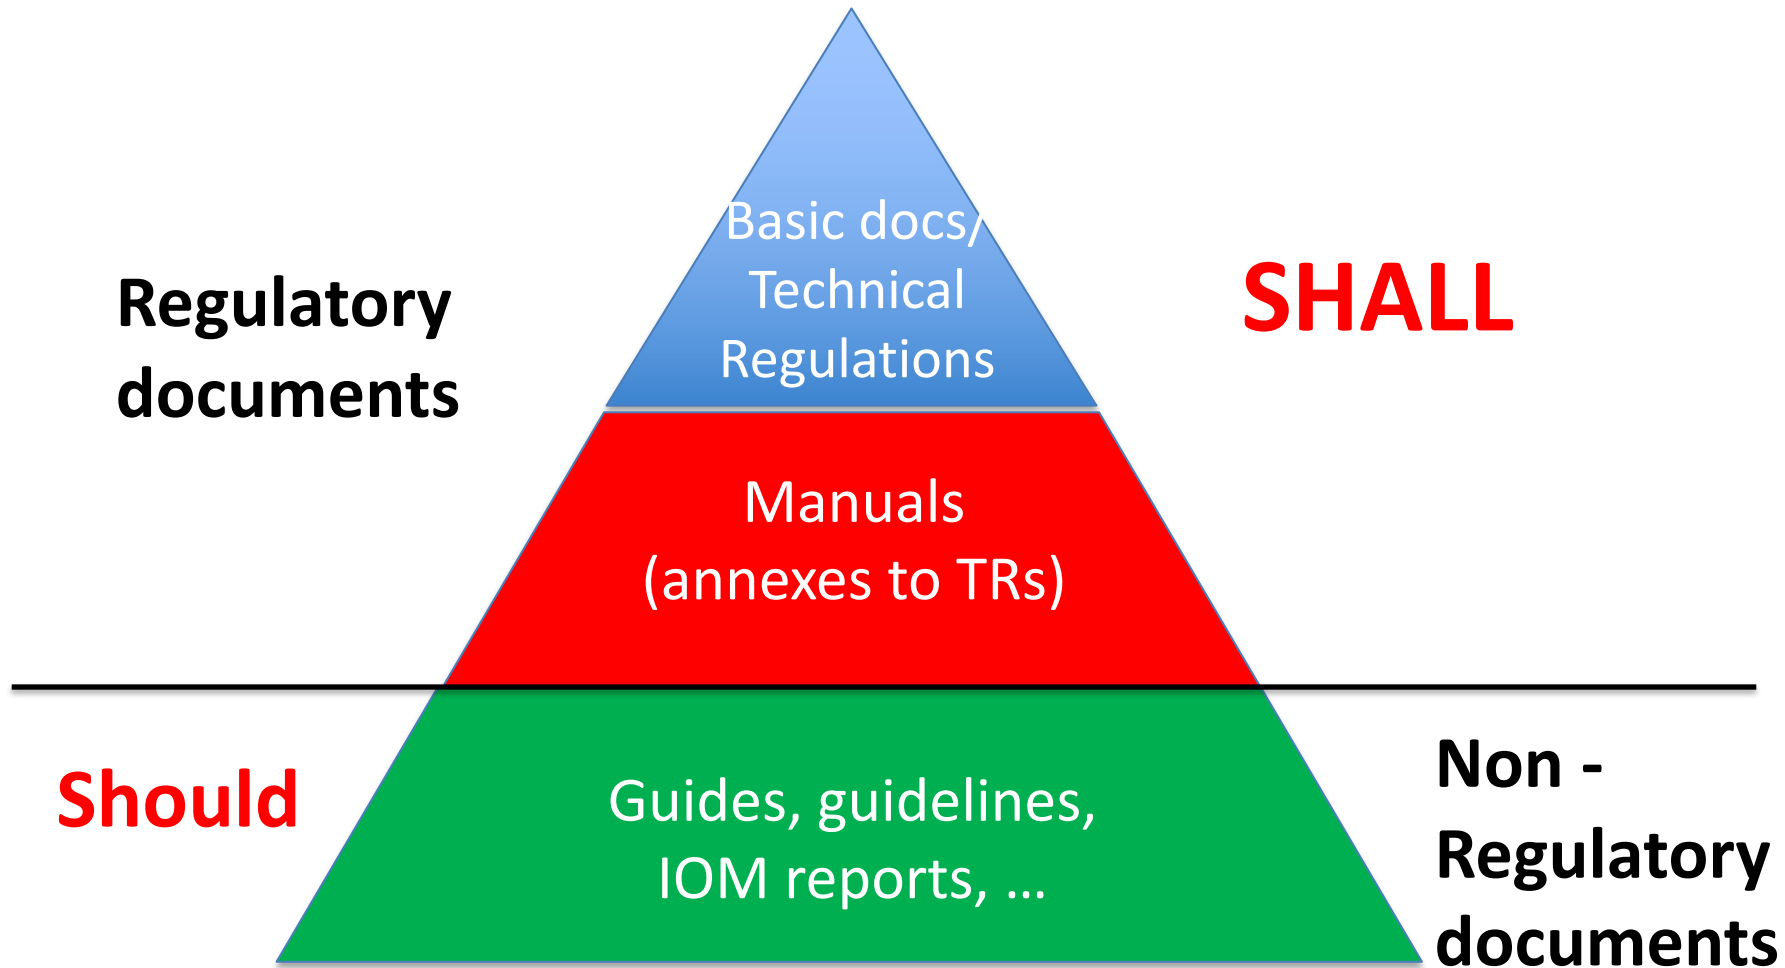 Basic docs/
Technical
Regulations
Regulatory
documents
SHALL
Manuals
(annexes to TRs)
Should
Guides, guidelines,
IOM reports, ...
Non -
Regulatory
documents